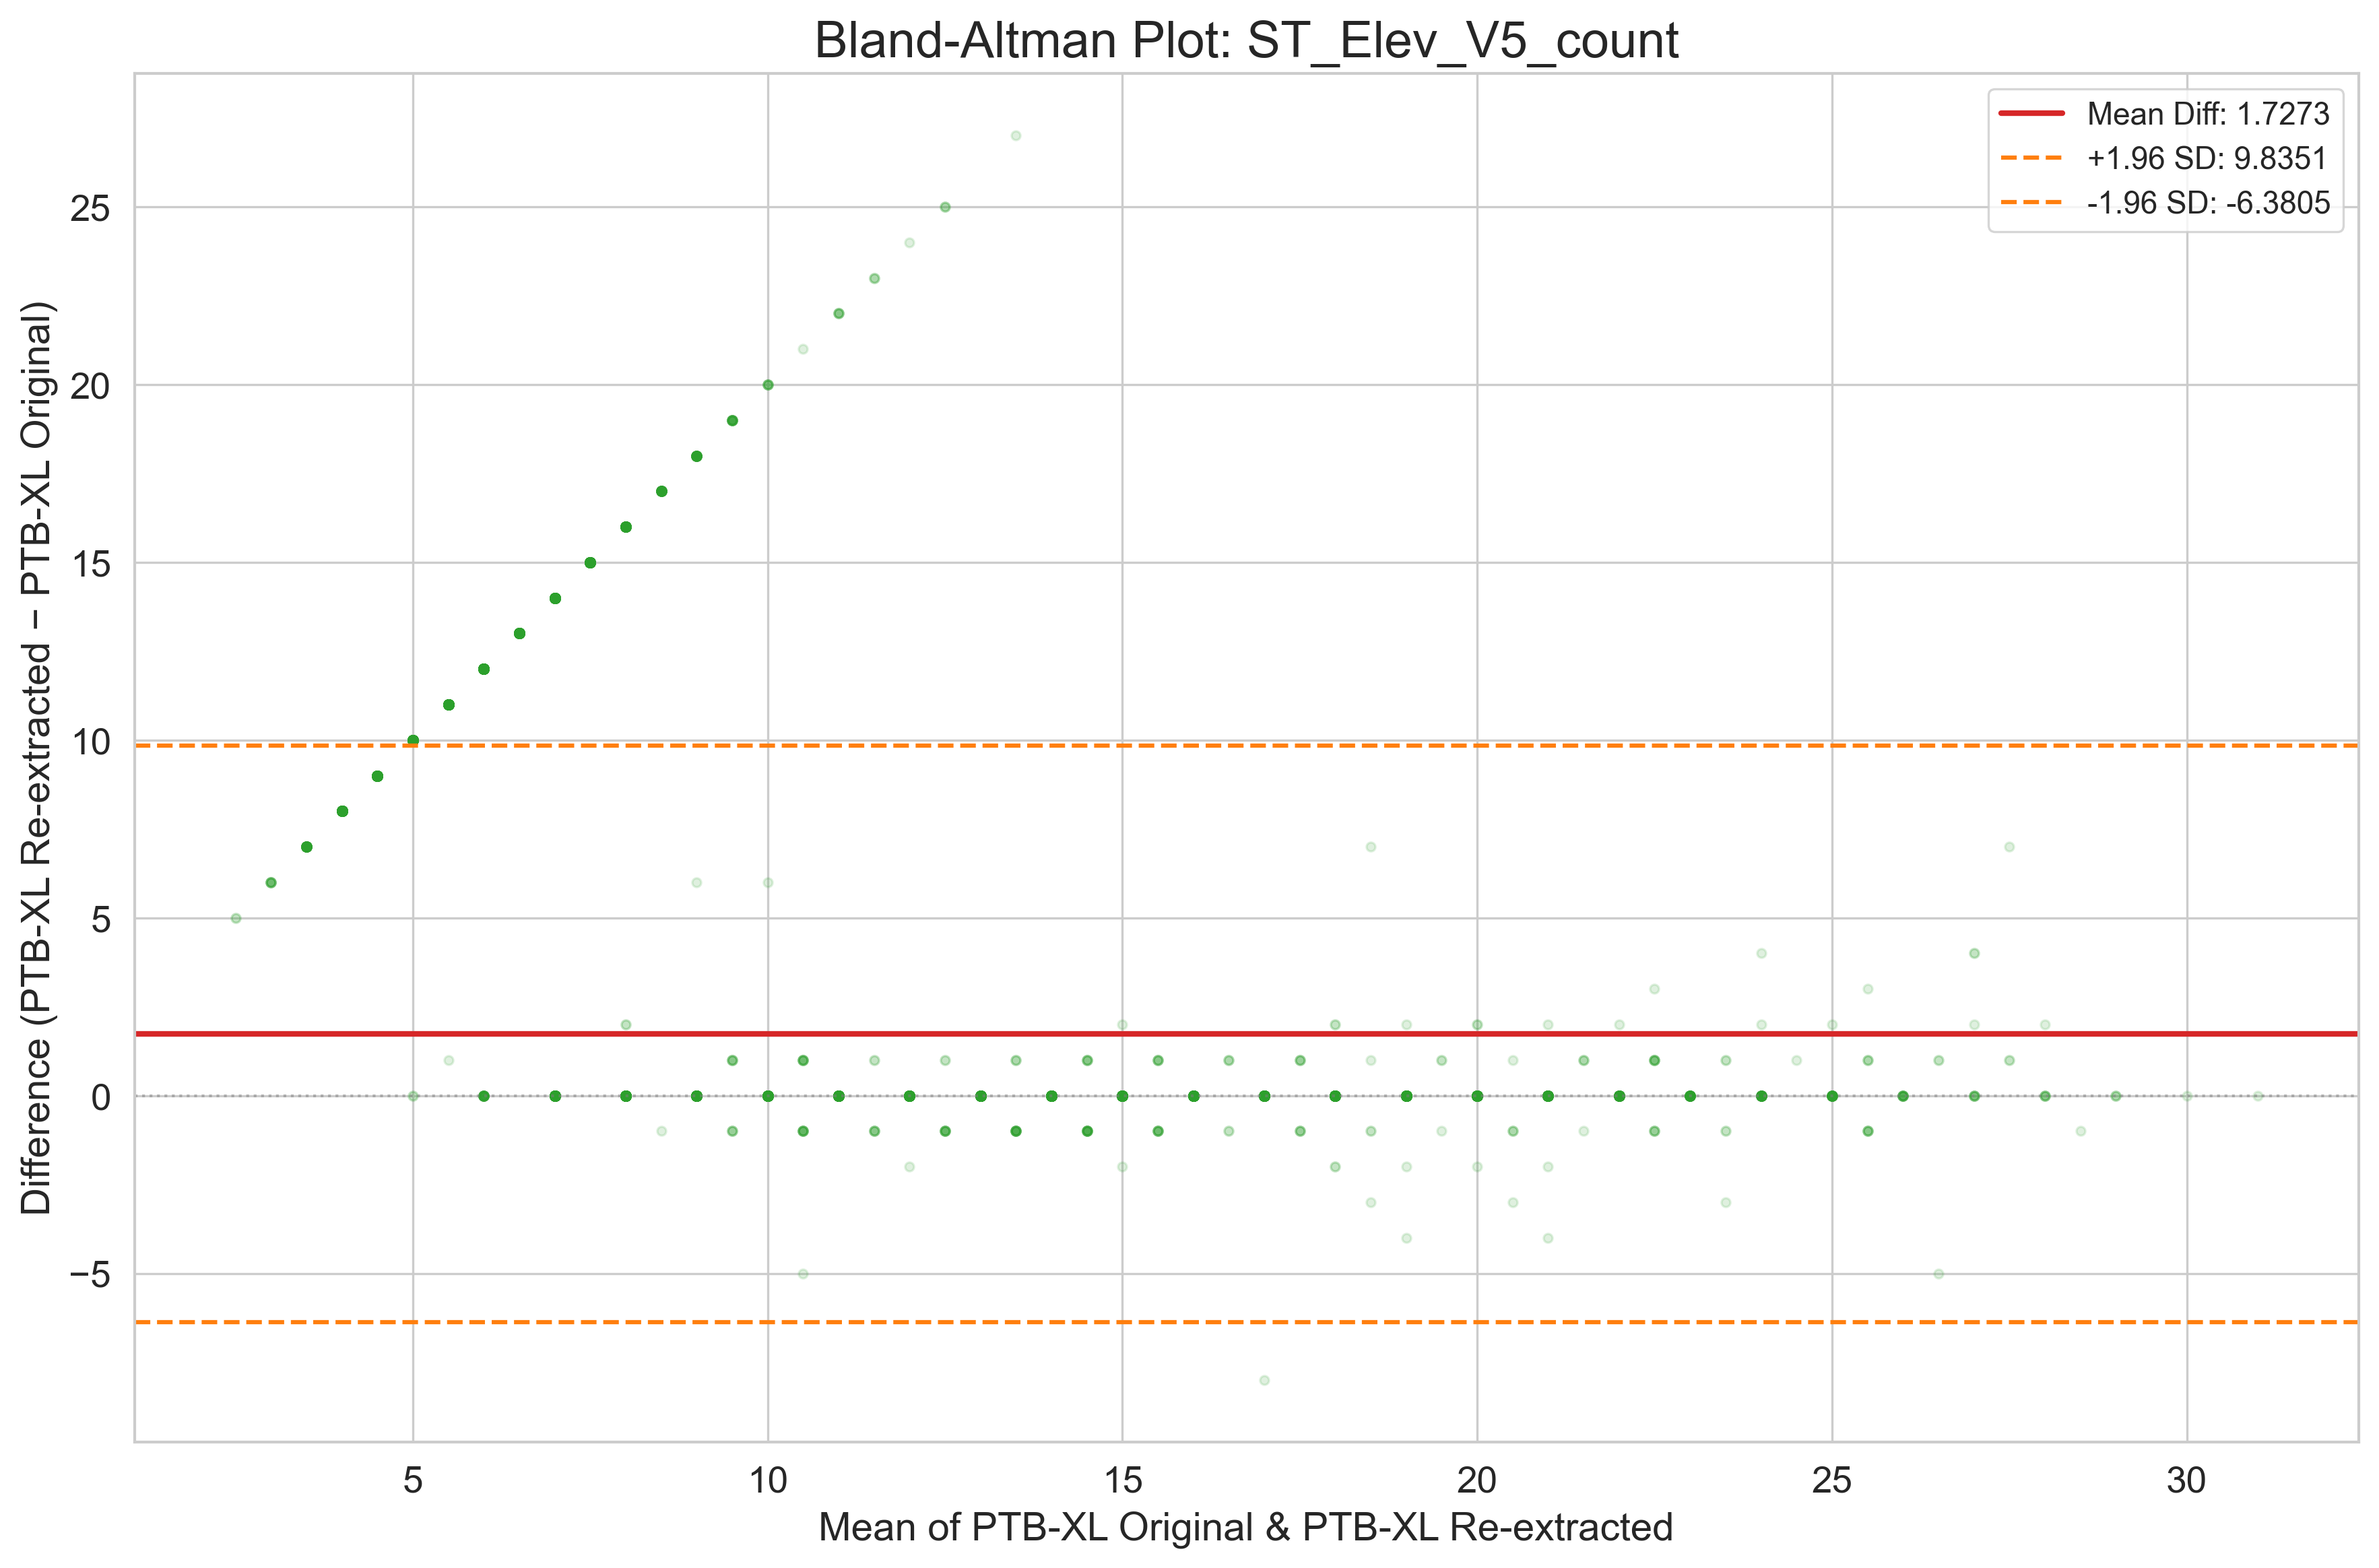 Bland-Altman Plot: ST_Elev_V5_count
Mean Diff: 1.7273
+1.96 SD: 9.8351
-1.96 SD: -6.3805
Difference (PTB-XL Re-extracted − PTB-XL Original)
25
20
15
10
5
0
−5
5 10 15 20 25 30
Mean of PTB-XL Original & PTB-XL Re-extracted